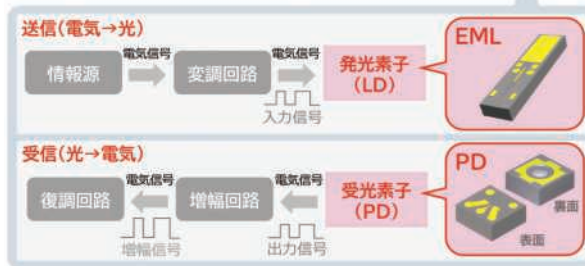 送信(電気→光)
情報源
電気信号
変調回路
電気信号
入力信号
発光素子
(LD)
EML
受信(光→電気)
復調回路
電気信号
増幅信号
増幅回路
電気信号
出力信号
受光素子
(PD)
PD
裏面
表面